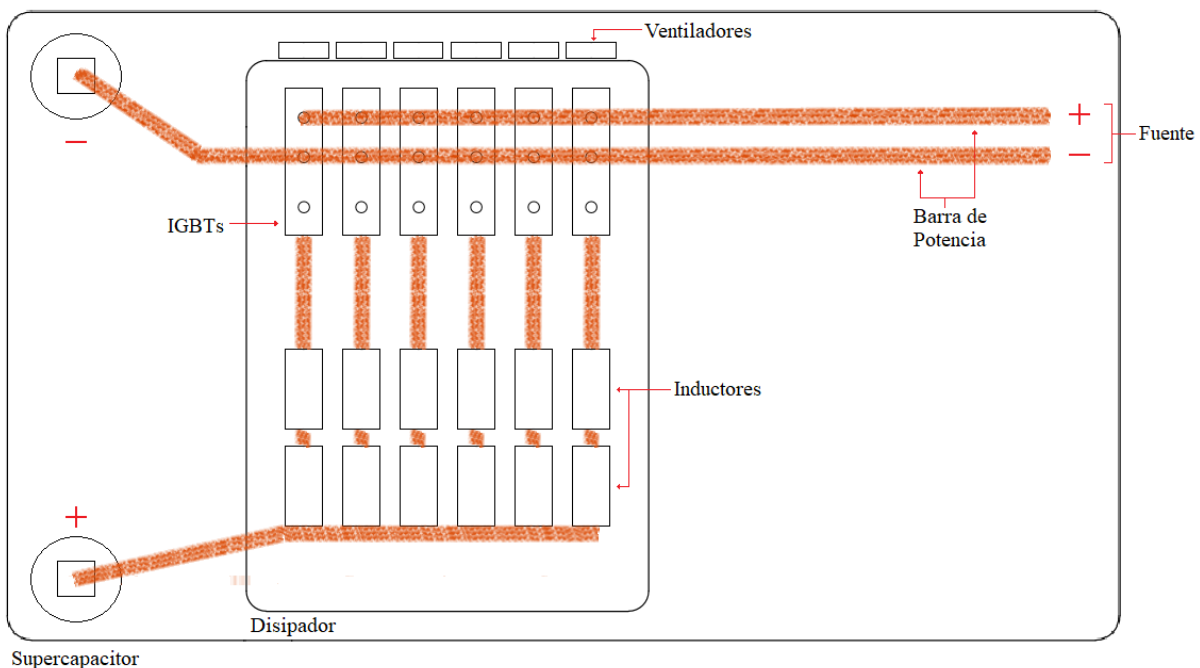 Ventiladores
+
Fuente
−
−
Barra de
Potencia
IGBTs
Inductores
+
Disipador
Supercapacitor